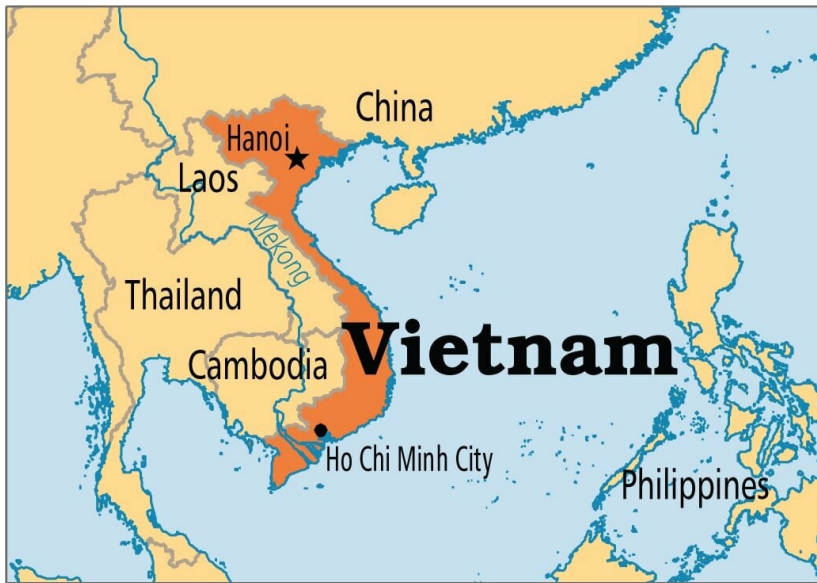 China
Hanoi
Laos
Mekong
Thailand
Vietnam
Cambodia
Ho Chi Minh City
Philippines